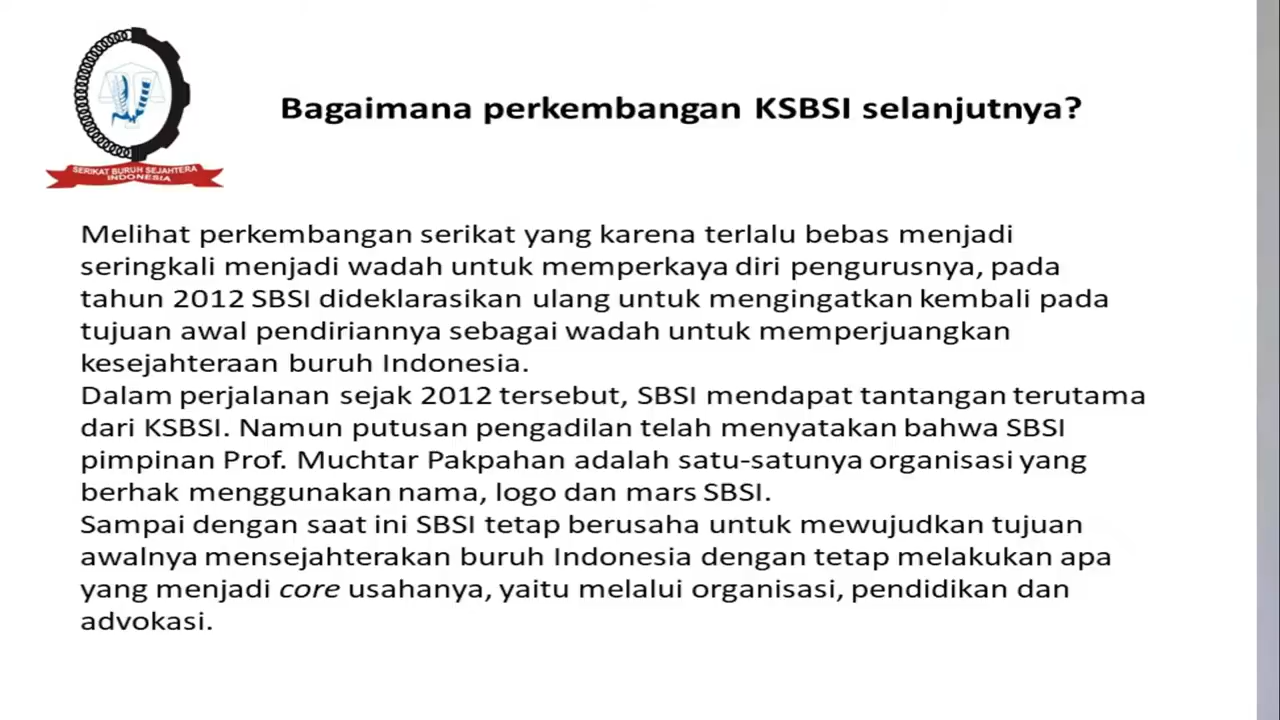 SERIKAT BURUH SEJAHTERA
INDONESIA
Bagaimana perkembangan KSBSI selanjutnya?
Melihat perkembangan serikat yang karena terlalu bebas menjadi
seringkali menjadi wadah untuk memperkaya diri pengurusnya, pada
tahun 2012 SBSI dideklarasikan ulang untuk mengingatkan kembali pada
tujuan awal pendiriannya sebagai wadah untuk memperjuangkan
kesejahteraan buruh Indonesia.
Dalam perjalanan sejak 2012 tersebut, SBSI mendapat tantangan terutama
dari KSBSI. Namun putusan pengadilan telah menyatakan bahwa SBSI
pimpinan Prof. Muchtar Pakpahan adalah satu-satunya organisasi yang
berhak menggunakan nama, logo dan mars SBSI.
Sampai dengan saat ini SBSI tetap berusaha untuk mewujudkan tujuan
awalnya mensejahterakan buruh Indonesia dengan tetap melakukan apa
yang menjadi core usahanya, yaitu melalui organisasi, pendidikan dan
advokasi.